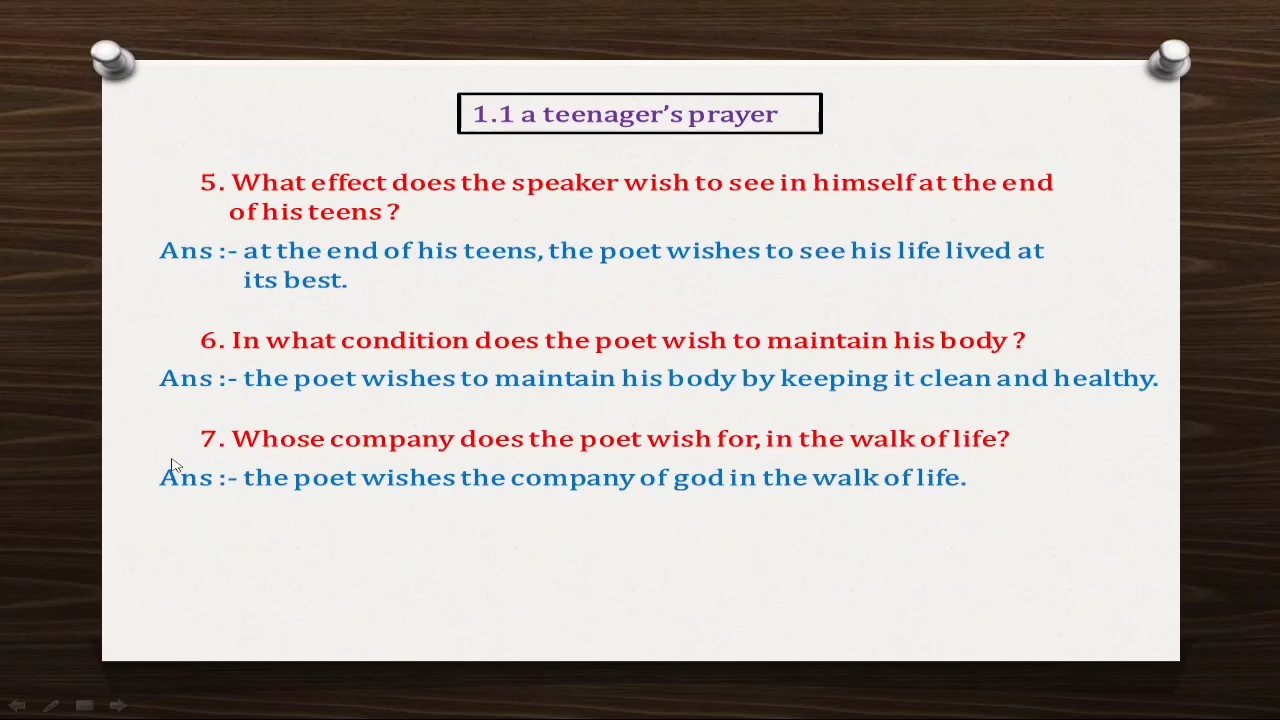 1.1 a teenager's prayer
5. What effect does the speaker wish to see in himself at the end
of his teens ?
Ans :- at the end of his teens, the poet wishes to see his life lived at
its best.
6. In what condition does the poet wish to maintain his body ?
Ans :- the poet wishes to maintain his body by keeping it clean and healthy.
7. Whose company does the poet wish for, in the walk of life?
Ans :- the poet wishes the company of god in the walk of life.